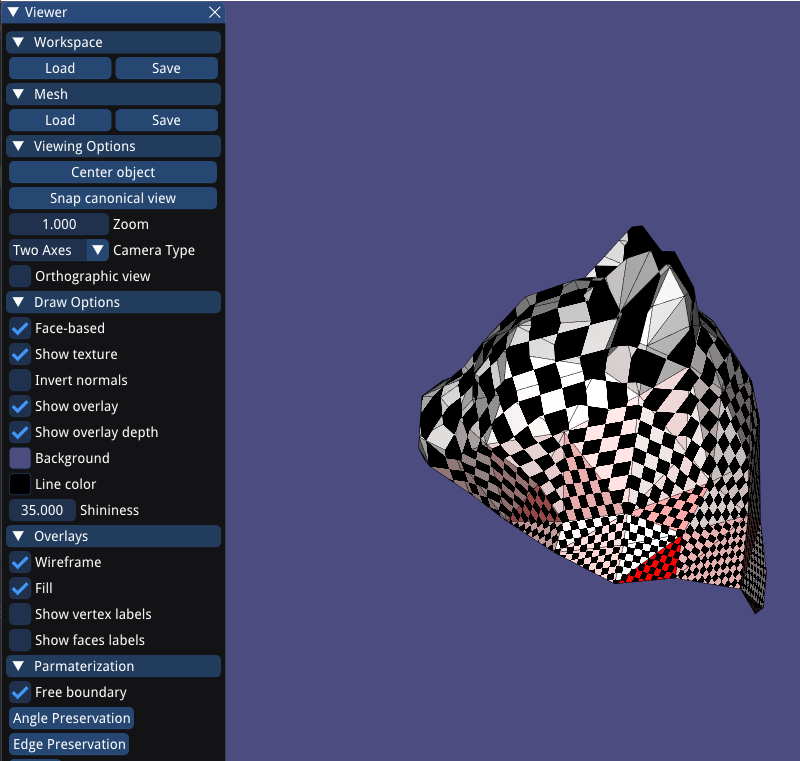 Viewer
Workspace
Load Save
Mesh
Load Save
Viewing Options
Center object
Snap canonical view
1.000 Zoom
Two Axes Camera Type
Orthographic view
Draw Options
Face-based
Show texture
Invert normals
Show overlay
Show overlay depth
Background
Line color
35.000 Shininess
Overlays
Wireframe
Fill
Show vertex labels
Show faces labels
Parmaterization
Free boundary
Angle Preservation
Edge Preservation